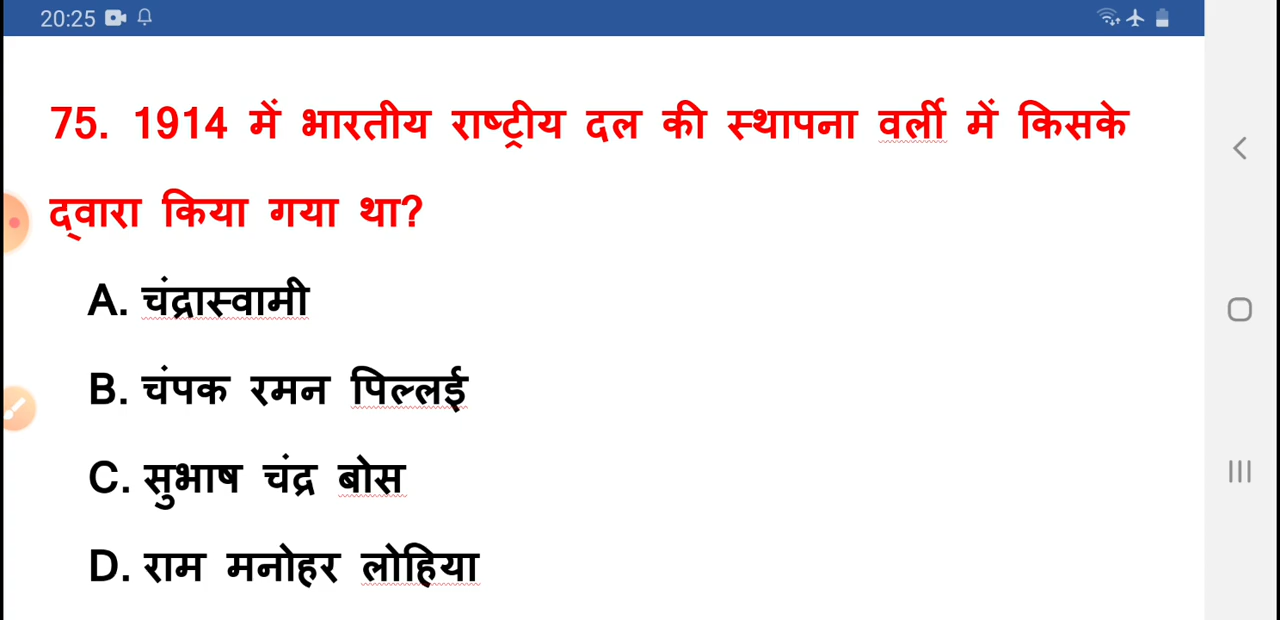 20:25
75. 1914 में भारतीय राष्ट्रीय दल की स्थापना वर्ली में किसके
द्वारा किया गया था?
A. चंद्रास्वामी
B. चंपक रमन पिल्लई
C. सुभाष चंद्र बोस
D. राम मनोहर लोहिया